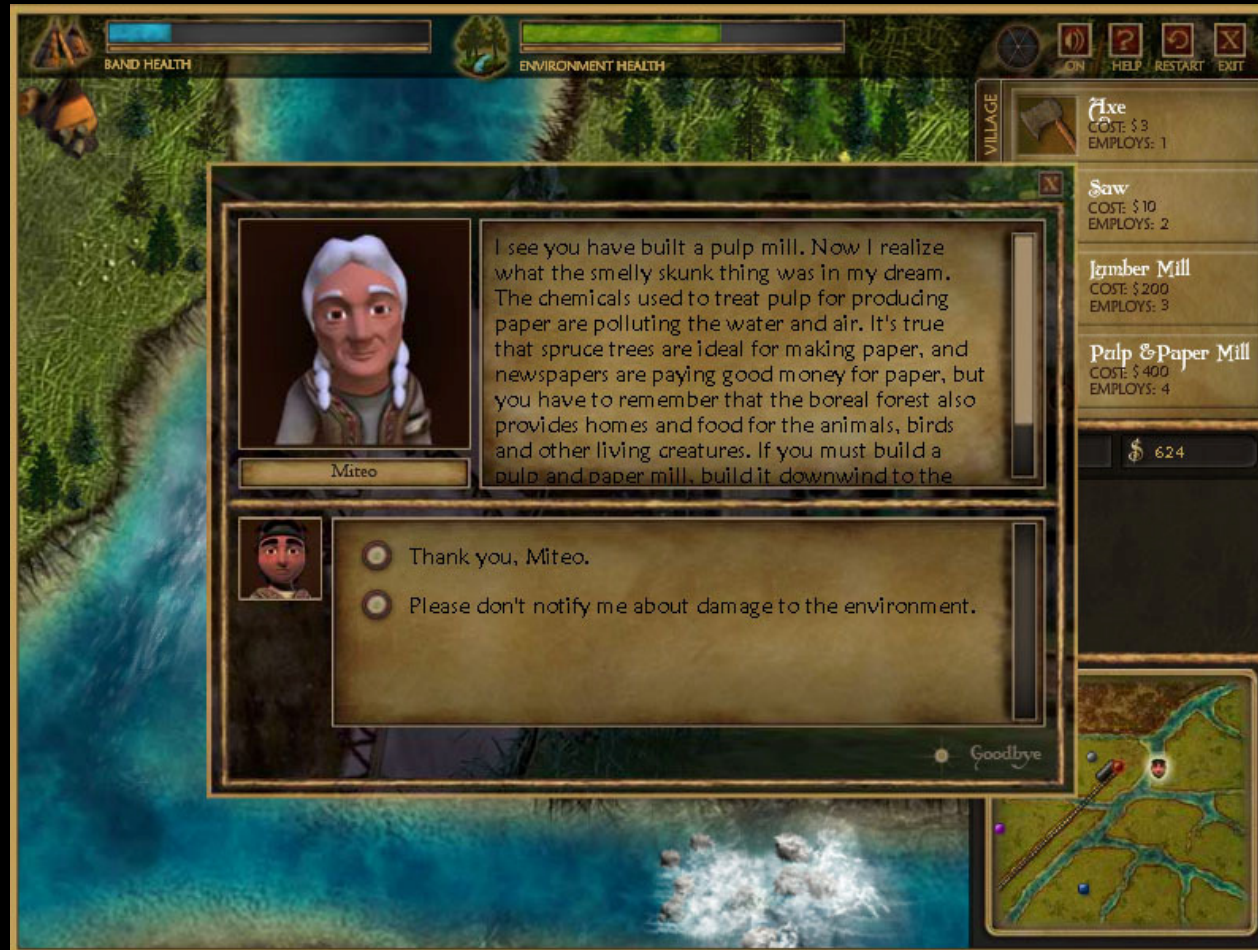 BAND HEALTH
ENVIRONMENT HEALTH
ON
HELP
RESTART
EXIT
VILLAGE
Axe
COST: $3
EMPLOYS: 1
Saw
COST: $10
EMPLOYS: 2
Lumber Mill
COST: $200
EMPLOYS: 3
Pulp & Paper Mill
COST: $400
EMPLOYS: 4
$ 624
X
I see you have built a pulp mill. Now I realize
what the smelly skunk thing was in my dream.
The chemicals used to treat pulp for producing
paper are polluting the water and air. It's true
that spruce trees are ideal for making paper, and
newspapers are paying good money for paper, but
you have to remember that the boreal forest also
provides homes and food for the animals, birds
and other living creatures. If you must build a
pulp and paper mill, build it downwind to the
Miteo
Thank you, Miteo.
Please don't notify me about damage to the environment.
Goodbye